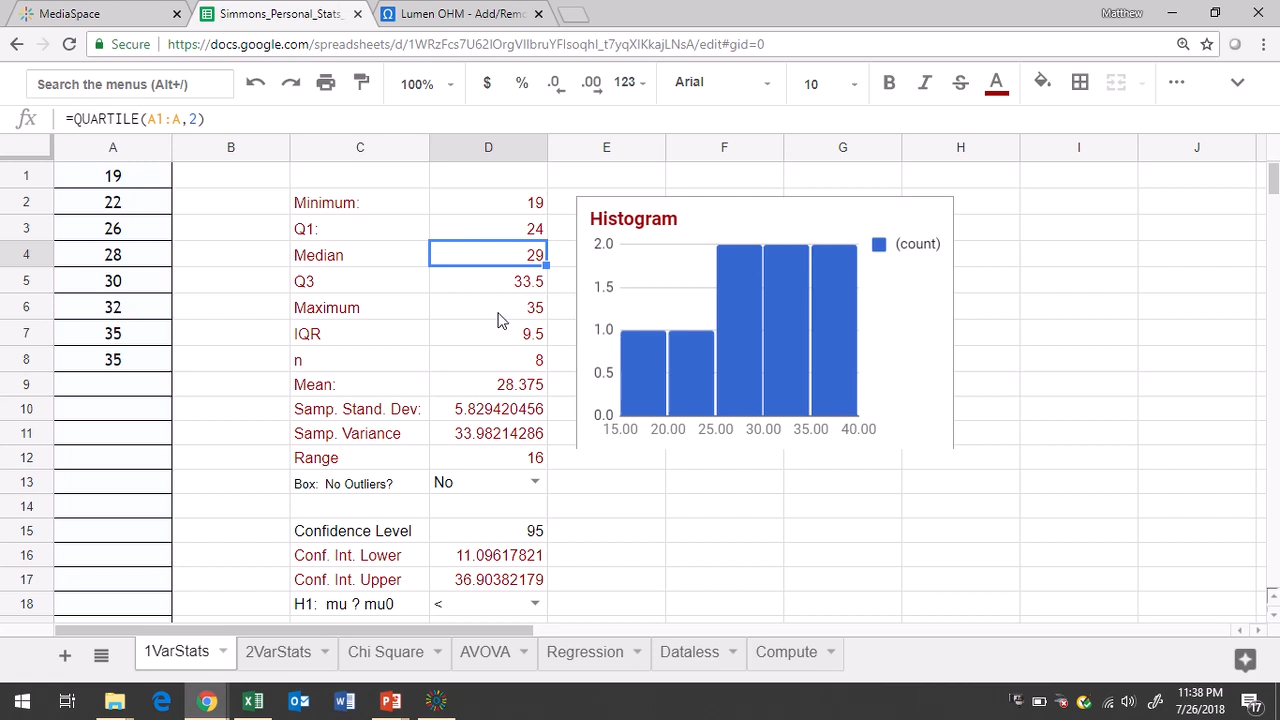 MediaSpace
Simmons_Personal_Stats_
Lumen OHM - Add/Rem
Matthew
Secure
https://docs.google.com/spreadsheets/d/1WRzFcs7U62IOrgVIIbruYFIsoqhI_t7yqXIKkajLNsA/edit#gid=0
Search the menus (Alt+/)
100%
$
%
.0
.00
123
Arial
10
B
I
S
A
fx
=QUARTILE(A1:A,2)
A B C D E F G H I J
1 19
2 22 Minimum: 19
3 26 Q1: 24
4 28 Median 29
5 30 Q3 33.5
6 32 Maximum 35
7 35 IQR 9.5
8 35 n 8
9 Mean: 28.375
10 Samp. Stand. Dev: 5.829420456
11 Samp. Variance 33.98214286
12 Range 16
13 Box: No Outliers? No
14
15 Confidence Level 95
16 Conf. Int. Lower 11.09617821
17 Conf. Int. Upper 36.90382179
18 H1: mu ? mu0 <
Histogram
2.0
(count)
1.5
1.0
0.5
0.0
15.00 20.00 25.00 30.00 35.00 40.00
1VarStats
2VarStats
Chi Square
AVOVA
Regression
Dataless
Compute
11:38 PM
7/26/2018
17